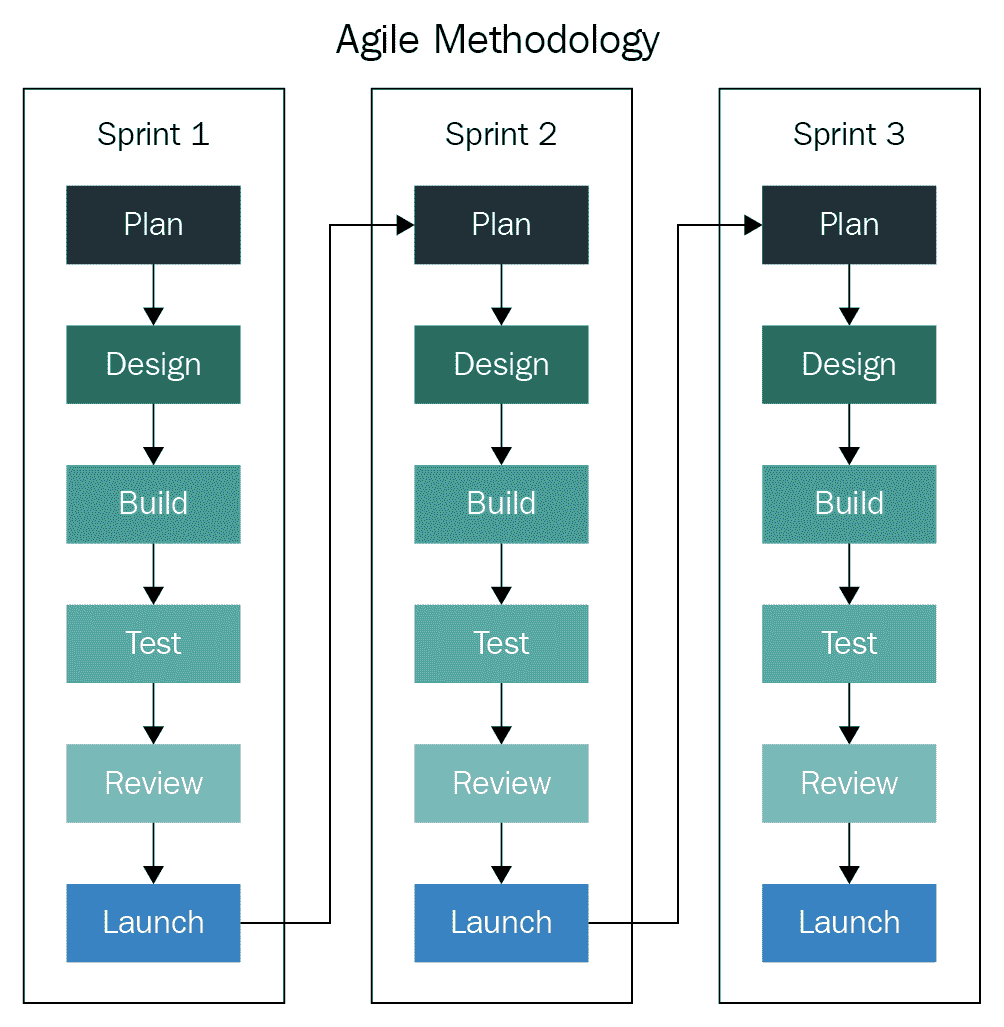 Agile Methodology
Sprint 1
Plan
Design
Build
Test
Review
Launch
Sprint 2
Plan
Design
Build
Test
Review
Launch
Sprint 3
Plan
Design
Build
Test
Review
Launch